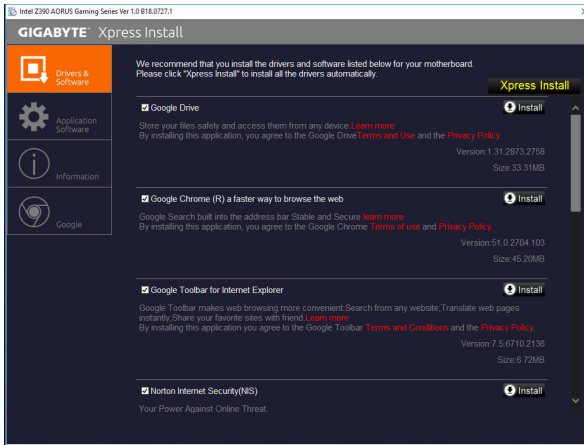 Intel Z390 AORUS Gaming Series Ver 1.0 B18.0727.1
GIGABYTE™ Xpress Install
Drivers &
Software
Application
Software
Information
Google
We recommend that you install the drivers and software listed below for your motherboard.
Please click "Xpress Install" to install all the drivers automatically.
Xpress Install
Google Drive
Install
Store your files safely and access them from any device.Learn more
By installing this application, you agree to the Google DriveTerms and Use and the Privacy Policy.
Version:1.31.2873.2758
Size:33.31MB
Google Chrome (R) a faster way to browse the web
Install
Google Search built into the address bar Stable and Secure learn more
By installing this application, you agree to the Google Chrome Terms of use and Privacy Policy.
Version:51.0.2704.103
Size:45.20MB
Google Toolbar for Internet Explorer
Install
Google Toolbar makes web browsing more convenient:Search from any website;Translate web pages
instantly;Share your favorite sites with friend.Learn more
By installing this application you agree to the Google Toolbar Terms and Conditions and the Privacy Policy.
Version:7.5.6710.2136
Size:6.72MB
Norton Internet Security(NIS)
Install
Your Power Against Online Threat.